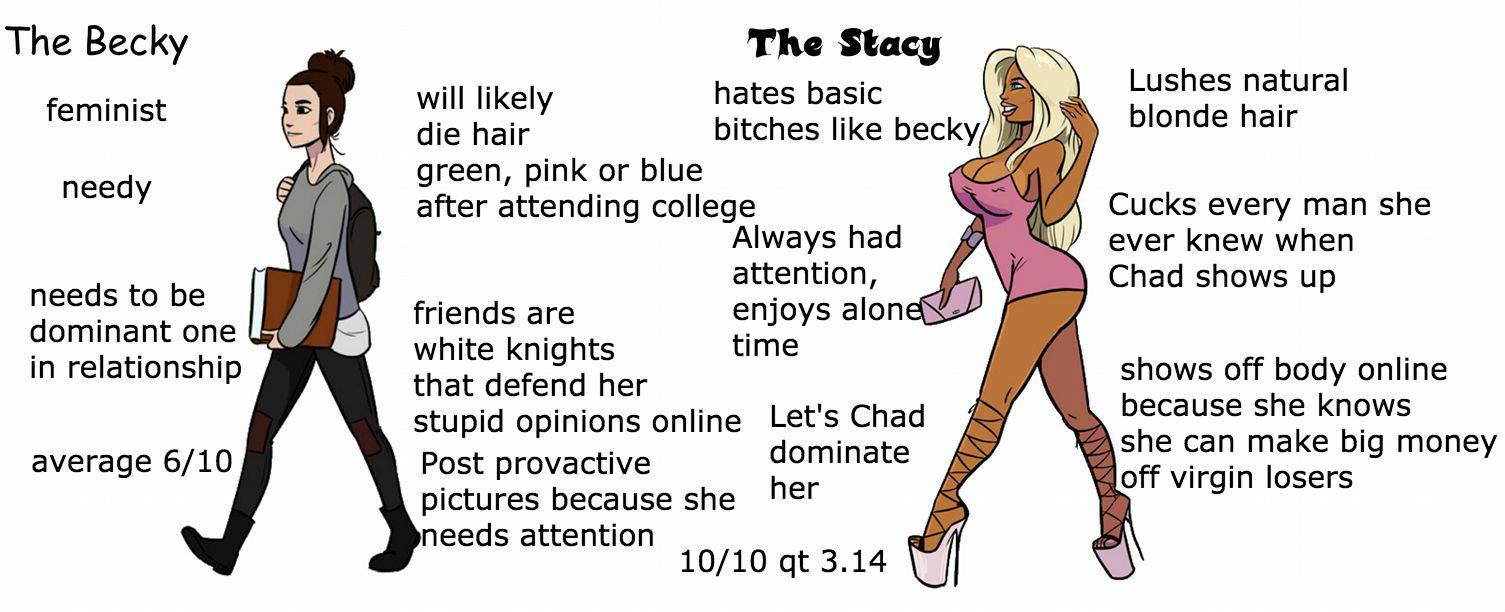 The Becky
feminist
needy
needs to be
dominant one
in relationship
average 6/10
will likely
die hair
green, pink or blue
after attending college
friends are
white knights
that defend her
stupid opinions online
Post provactive
pictures because she
needs attention
The Stacy
hates basic
bitches like becky
Always had
attention,
enjoys alone
time
Let's Chad
dominate
her
10/10 qt 3.14
Lushes natural
blonde hair
Cucks every man she
ever knew when
Chad shows up
shows off body online
because she knows
she can make big money
off virgin losers